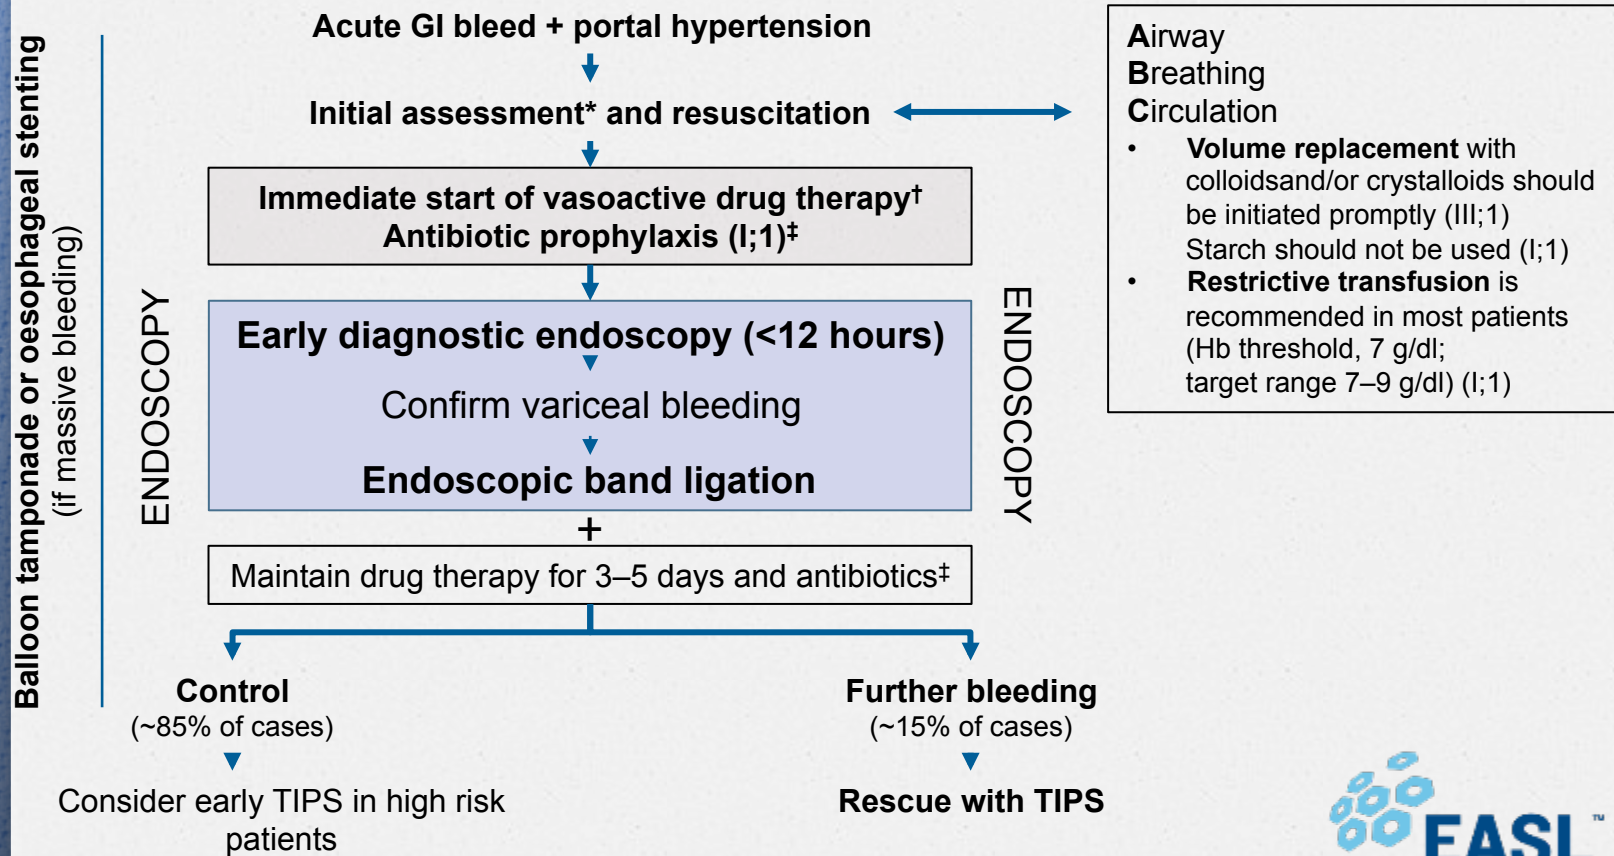 Balloon tamponade or oesophageal stenting
(if massive bleeding)
Acute GI bleed + portal hypertension
Initial assessment* and resuscitation
Immediate start of vasoactive drug therapy†
Antibiotic prophylaxis (I;1)‡
ENDOSCOPY
Early diagnostic endoscopy (<12 hours)
Confirm variceal bleeding
Endoscopic band ligation
ENDOSCOPY
+
Maintain drug therapy for 3–5 days and antibiotics‡
Control
(~85% of cases)
Consider early TIPS in high risk
patients
Further bleeding
(~15% of cases)
Rescue with TIPS
Airway
Breathing
Circulation
• Volume replacement with
colloidsand/or crystalloids should
be initiated promptly (III;1)
Starch should not be used (I;1)
• Restrictive transfusion is
recommended in most patients
(Hb threshold, 7 g/dl;
target range 7–9 g/dl) (I;1)
EASL™